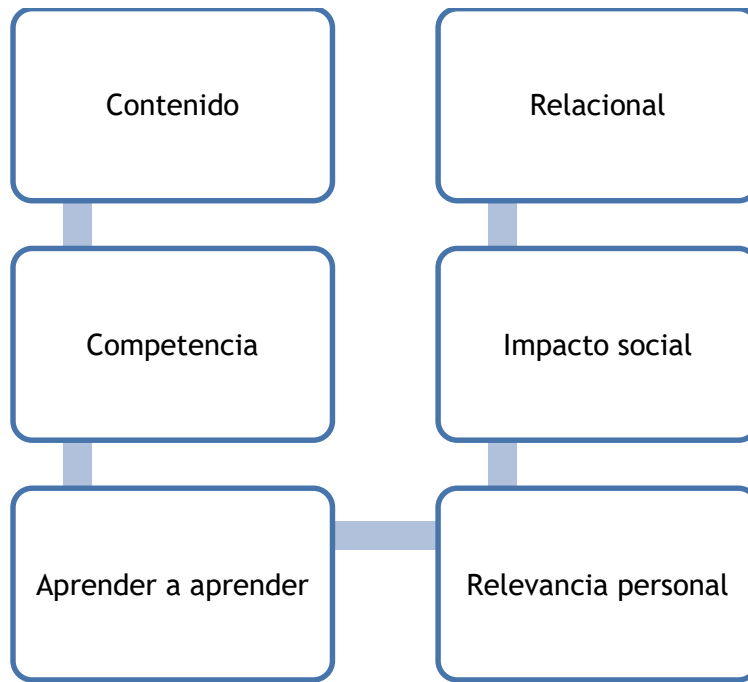 Contenido
Competencia
Aprender a aprender
Relevancia personal
Impacto social
Relacional